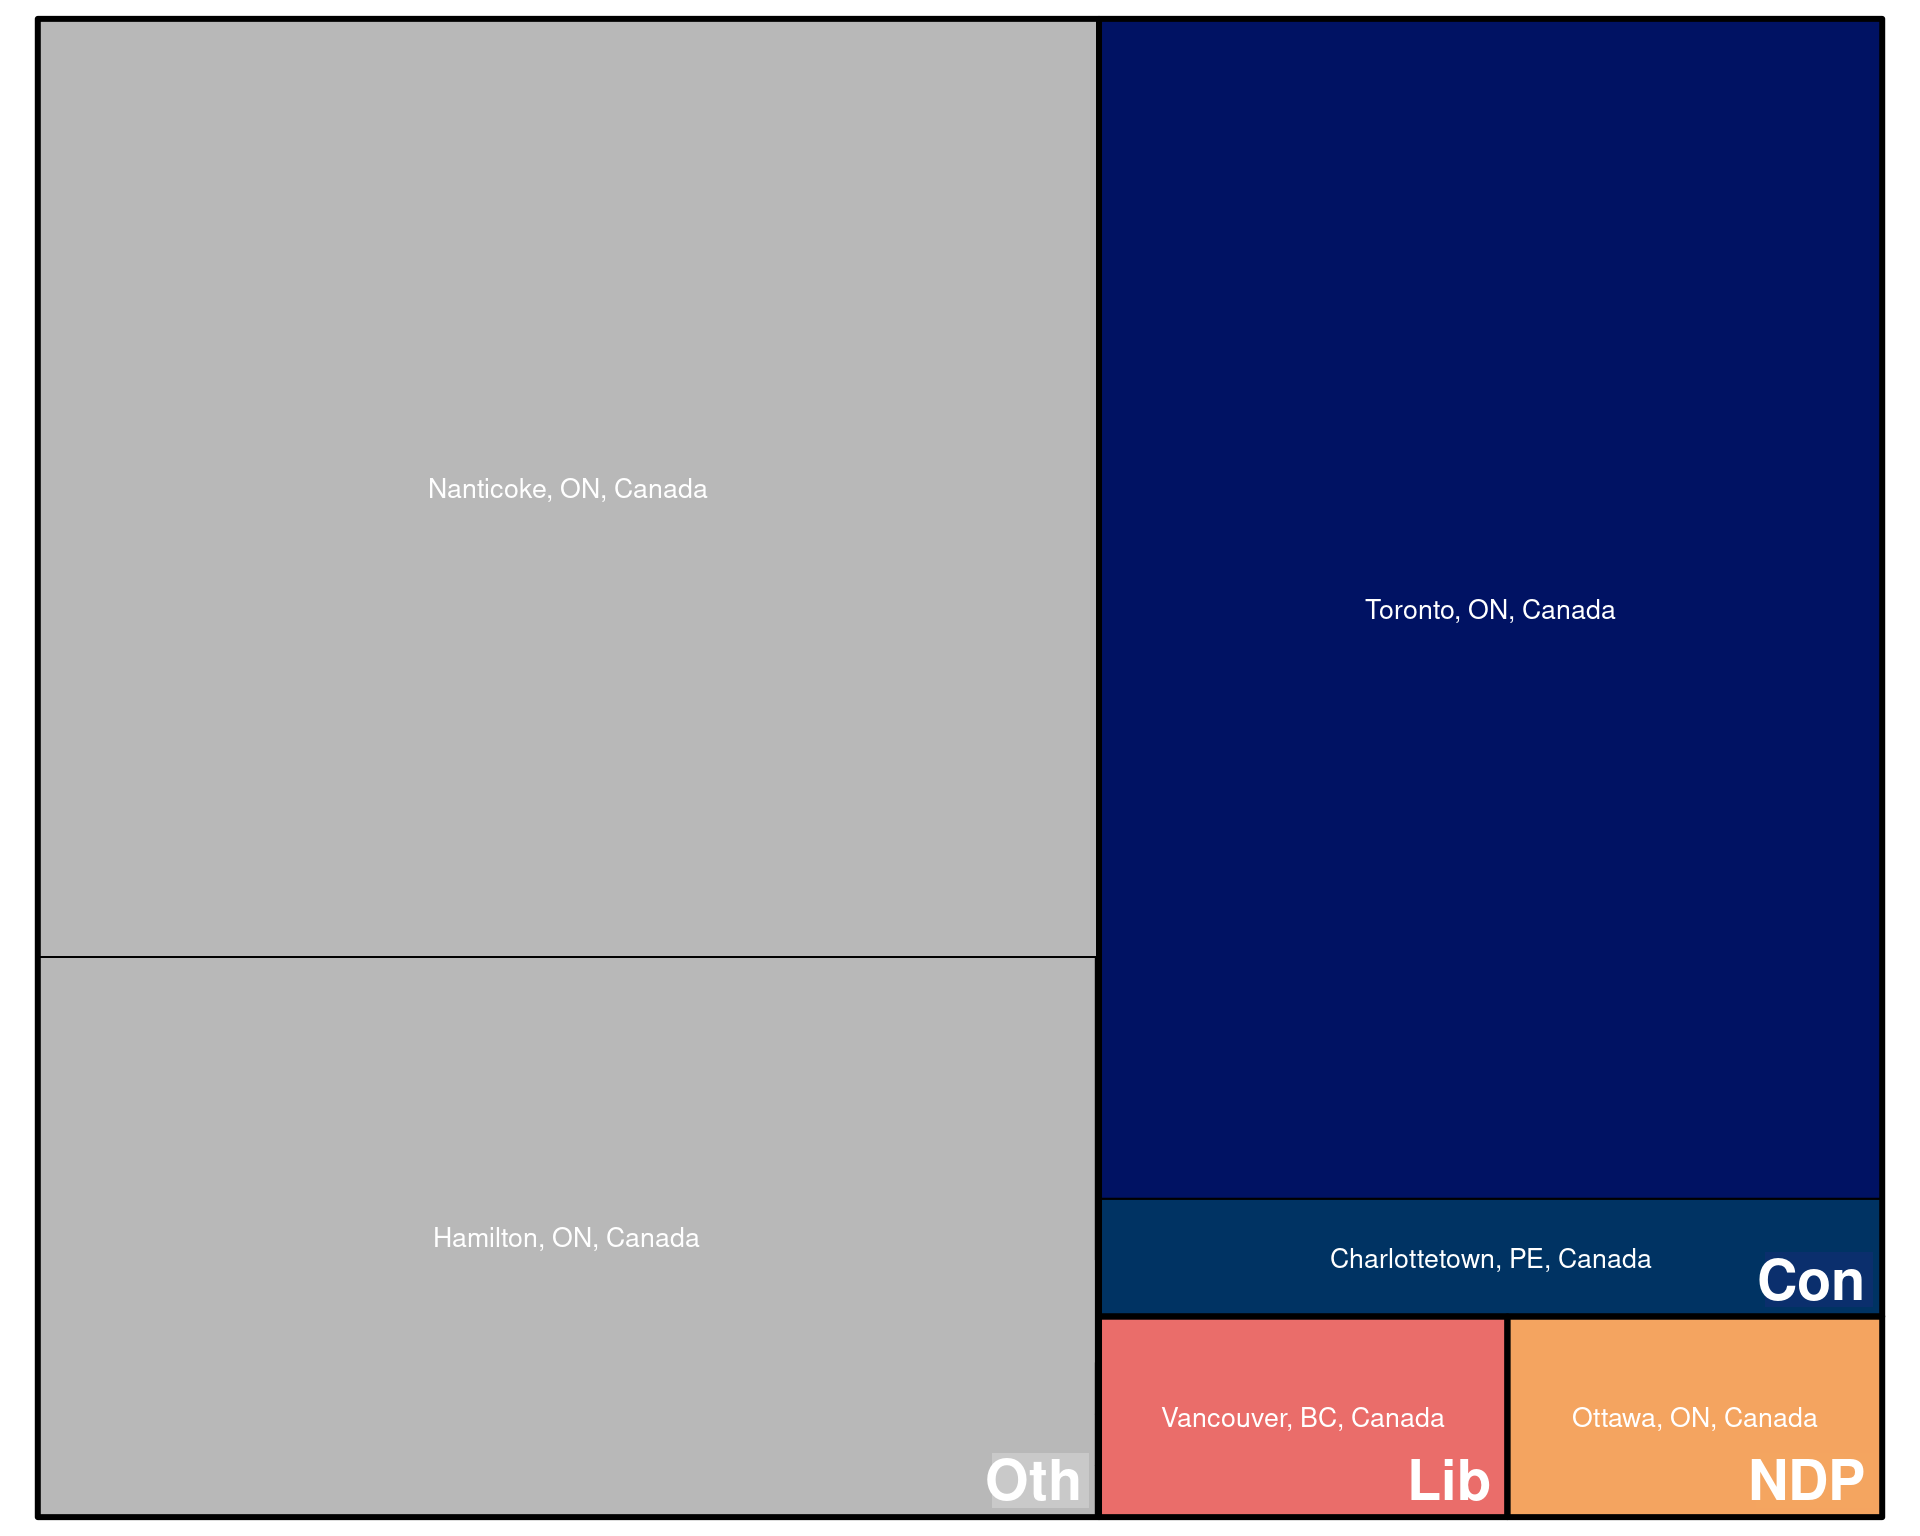 Nanticoke, ON, Canada
Hamilton, ON, Canada
Oth
Toronto, ON, Canada
Charlottetown, PE, Canada
Con
Vancouver, BC, Canada
Lib
Ottawa, ON, Canada
NDP